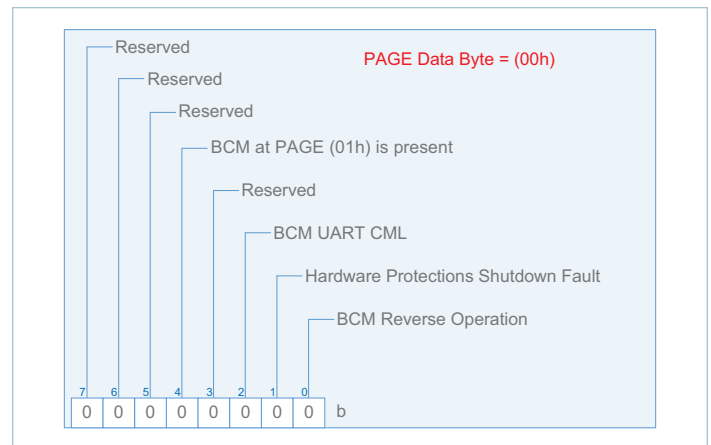 Reserved
PAGE Data Byte = (00h)
Reserved
Reserved
BCM at PAGE (01h) is present
Reserved
BCM UART CML
Hardware Protections Shutdown Fault
BCM Reverse Operation
7 6 5 4 3 2 1 0
0 0 0 0 0 0 0 0 b